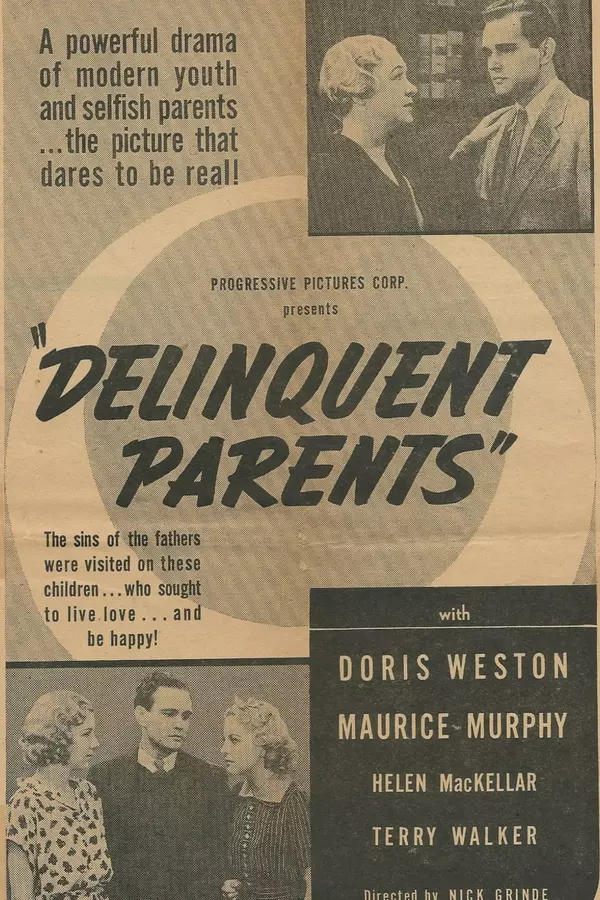 A powerful drama
of modern youth
and selfish parents
...the picture that
dares to be real!
PROGRESSIVE PICTURES CORP.
presents
"DELINQUENT
PARENTS"
The sins of the fathers
were visited on these
children...who sought
to live love...and
be happy!
with
DORIS WESTON
MAURICE MURPHY
HELEN MacKELLAR
TERRY WALKER
Directed by NICK GRINDE